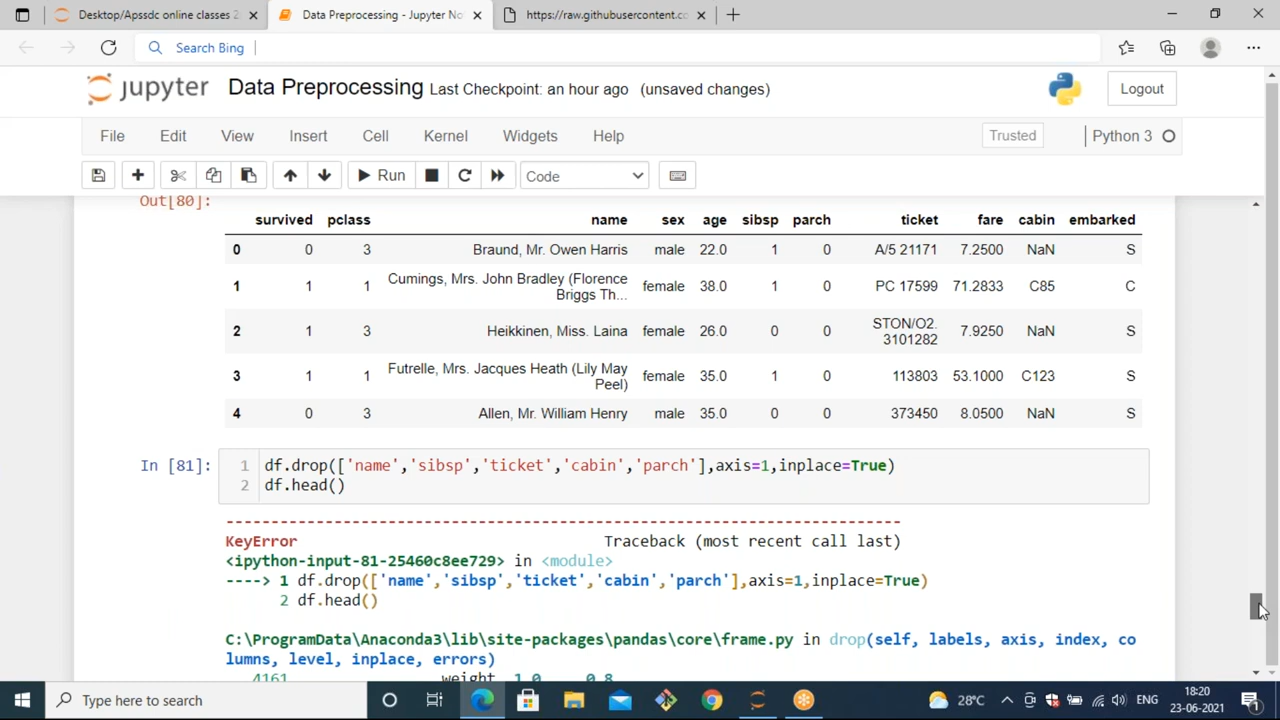 Desktop/Apssdc online classes 2
Data Preprocessing - Jupyter No
https://raw.githubusercontent.co
Search Bing
jupyter Data Preprocessing Last Checkpoint: an hour ago (unsaved changes) Logout
File Edit View Insert Cell Kernel Widgets Help Trusted Python 3
Run Code
Out[80]:
survived pclass name sex age sibsp parch ticket fare cabin embarked
0 0 3 Braund, Mr. Owen Harris male 22.0 1 0 A/5 21171 7.2500 NaN S
1 1 1 Cumings, Mrs. John Bradley (Florence Briggs Th... female 38.0 1 0 PC 17599 71.2833 C85 C
2 1 3 Heikkinen, Miss. Laina female 26.0 0 0 STON/O2. 3101282 7.9250 NaN S
3 1 1 Futrelle, Mrs. Jacques Heath (Lily May Peel) female 35.0 1 0 113803 53.1000 C123 S
4 0 3 Allen, Mr. William Henry male 35.0 0 0 373450 8.0500 NaN S
In [81]: 1 df.drop(['name','sibsp','ticket','cabin','parch'],axis=1,inplace=True)
2 df.head()
---------------------------------------------------------------------------
KeyError Traceback (most recent call last)
<ipython-input-81-25460c8ee729> in <module>
----> 1 df.drop(['name','sibsp','ticket','cabin','parch'],axis=1,inplace=True)
2 df.head()
C:\ProgramData\Anaconda3\lib\site-packages\pandas\core\frame.py in drop(self, labels, axis, index, co
lumns, level, inplace, errors)
4161 weight 1.0 0.8
Type here to search
28°C
ENG
18:20
23-06-2021
1